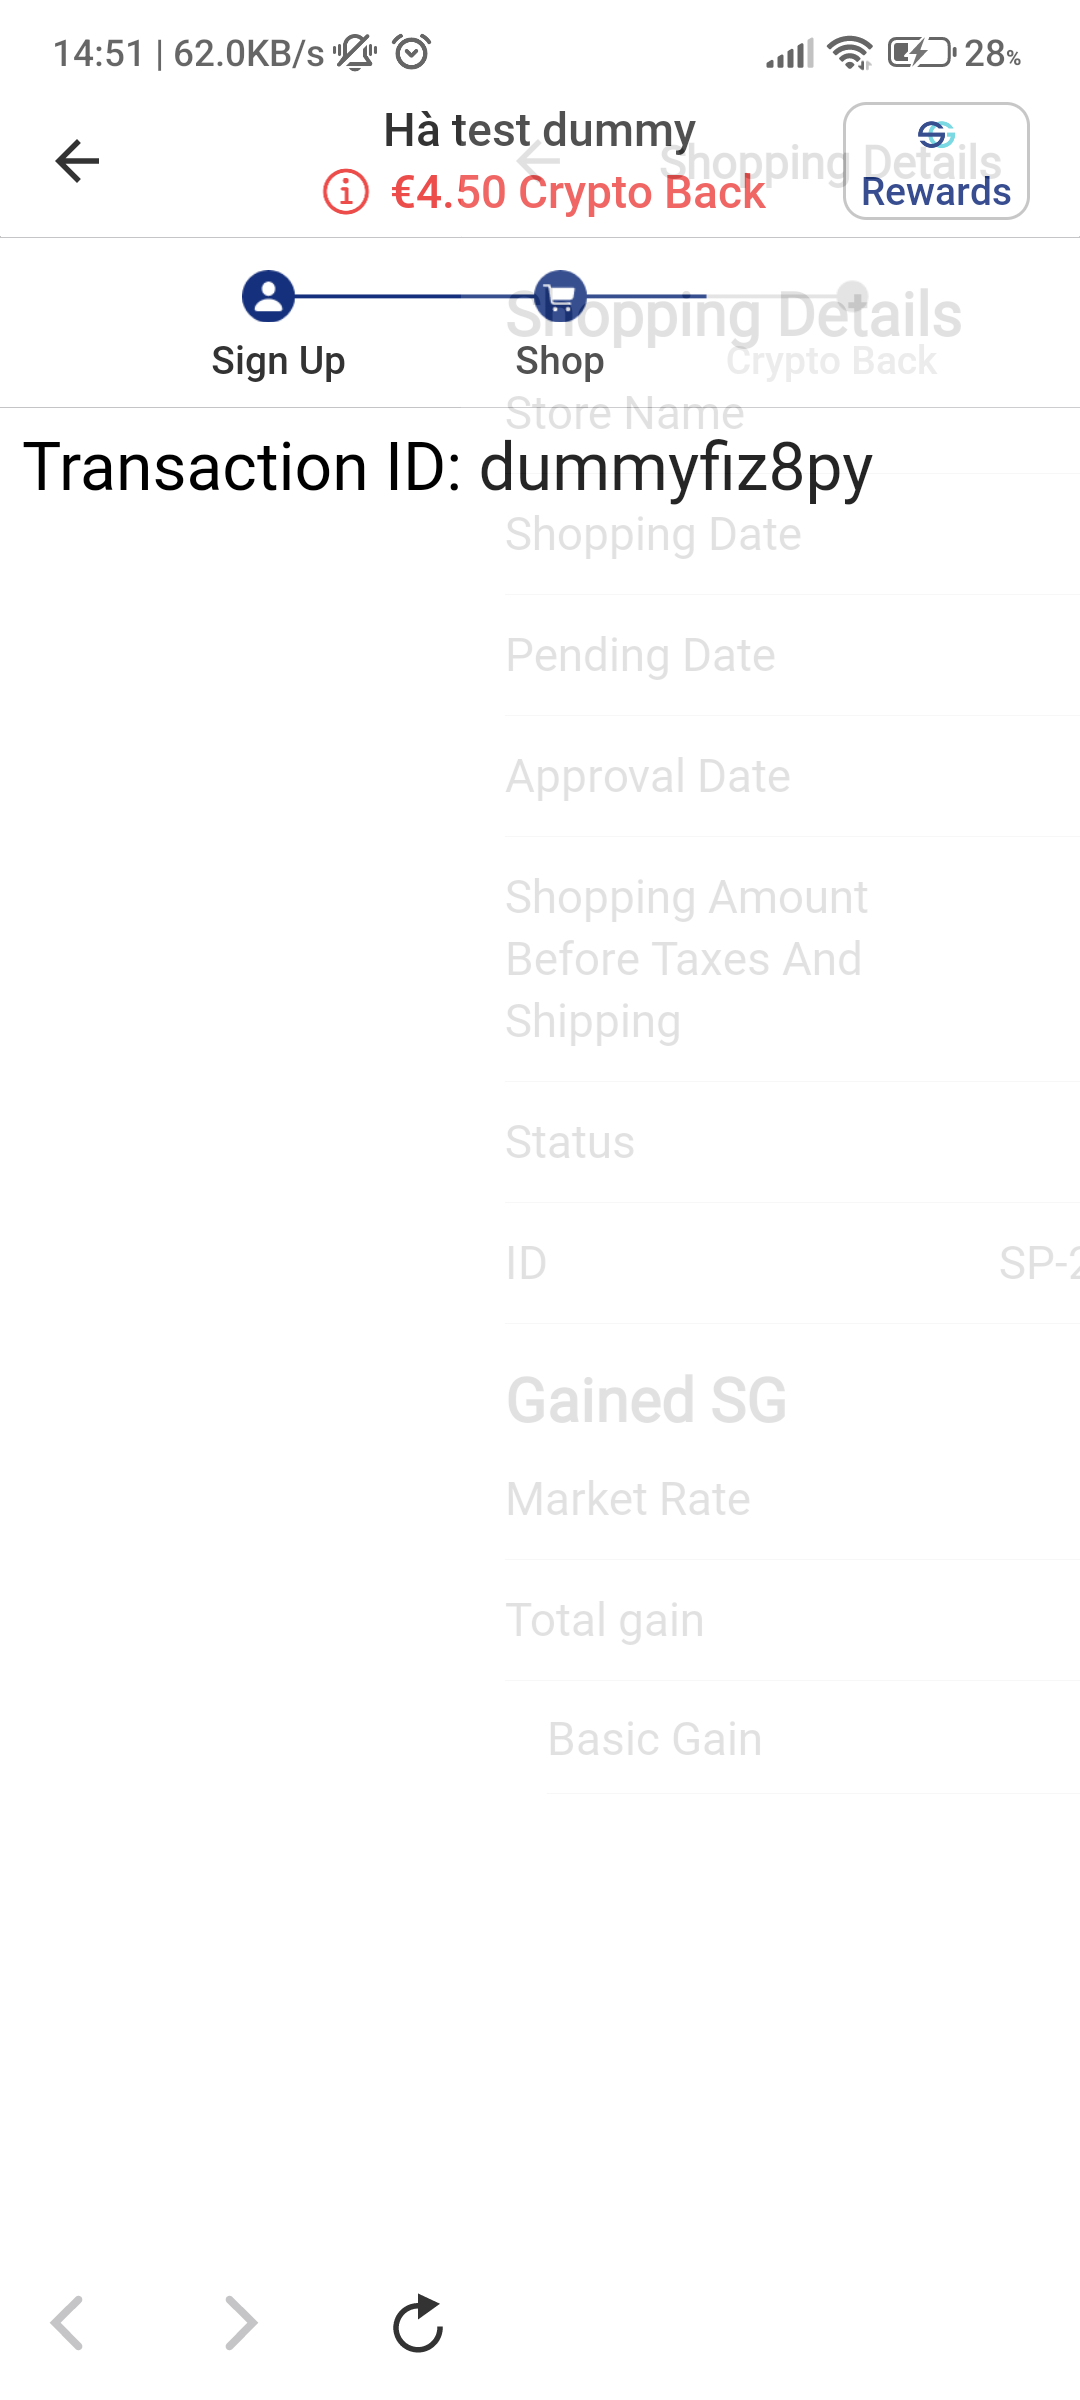 14:51 | 62.0KB/s
28%
Hà test dummy
€4.50 Crypto Back
Rewards
Shopping Details
Sign Up
Shop
Crypto Back
Transaction ID: dummyfiz8py
Shopping Details
Store Name
Shopping Date
Pending Date
Approval Date
Shopping Amount
Before Taxes And
Shipping
Status
ID
SP-2
Gained SG
Market Rate
Total gain
Basic Gain